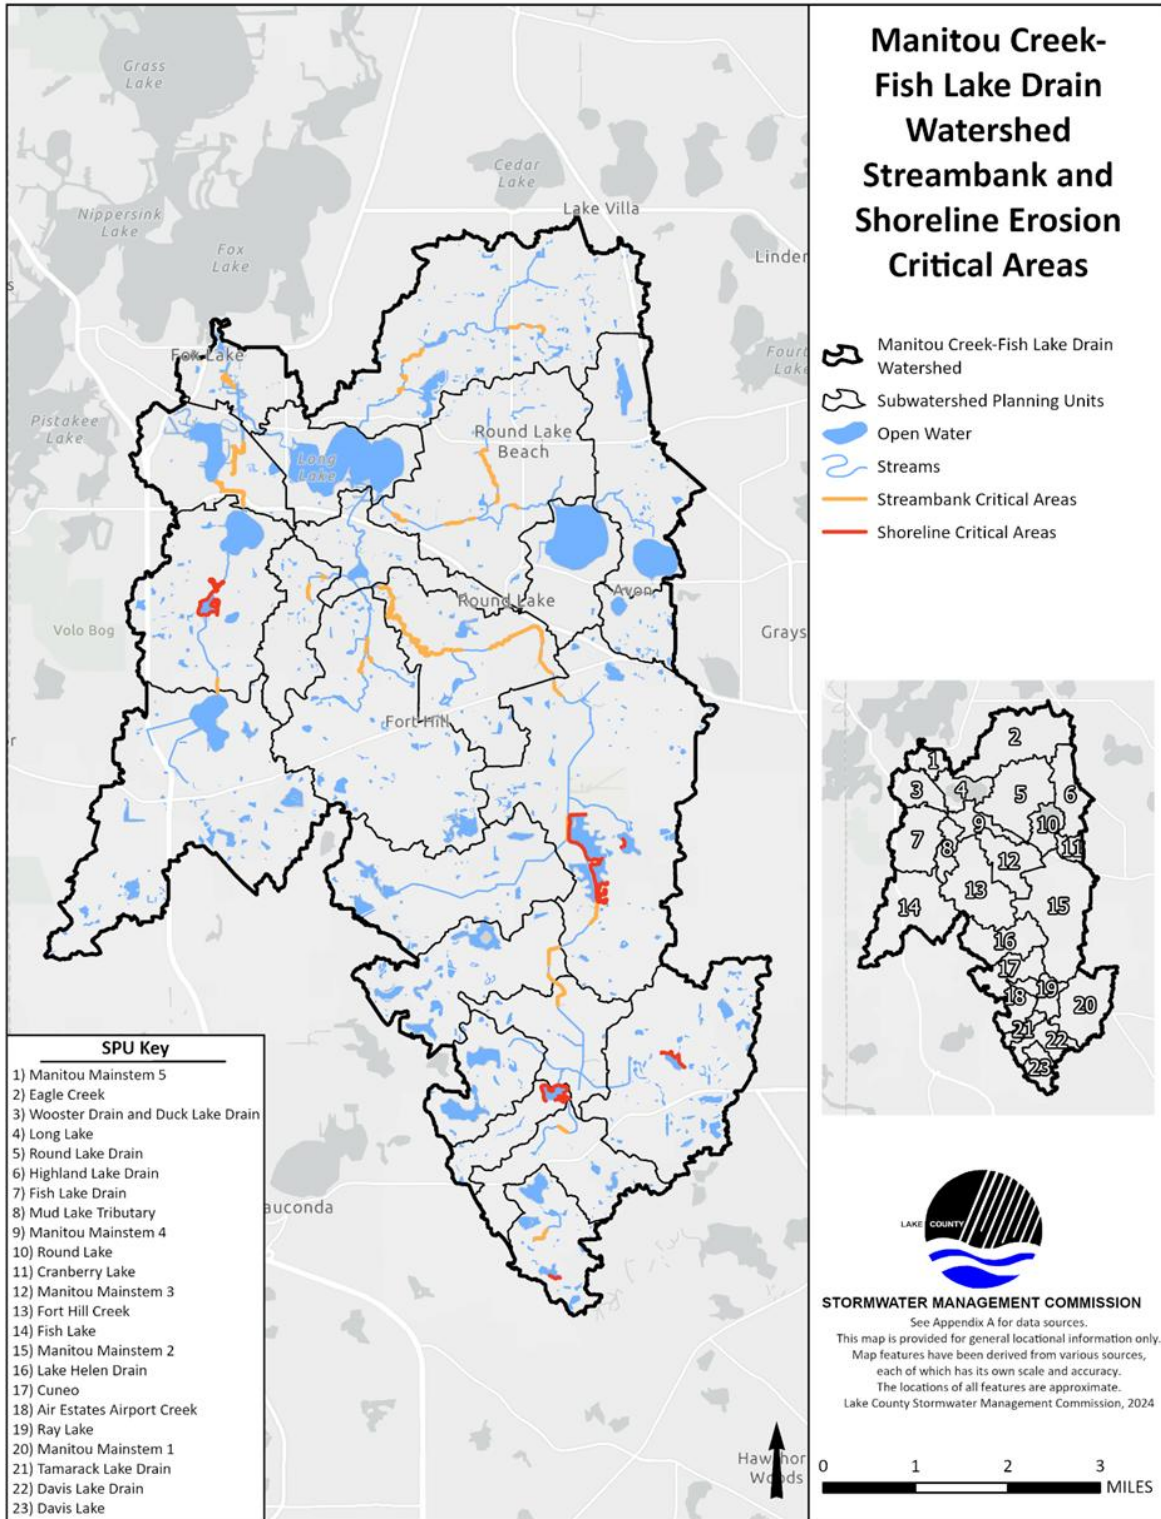 Manitou Creek-
Fish Lake Drain
Watershed
Streambank and
Shoreline Erosion
Critical Areas
Manitou Creek-Fish Lake Drain
Watershed
Subwatershed Planning Units
Open Water
Streams
Streambank Critical Areas
Shoreline Critical Areas
Grass
Lake
Cedar
Lake
Lake Villa
Nippersink
Lake
Fox
Lake
Linder
s
Fox Lake
Fourt
Lake
Pistakee
Lake
Round Lake
Beach
Long
Lake
Volo Bog
Round Lake
Avon
Grays
Fort Hill
or
auconda
Hawthor
Woods
1
2
3
4
5
6
7
8
9
10
11
12
13
14
15
16
17
18
19
20
21
22
23
SPU Key
1) Manitou Mainstem 5
2) Eagle Creek
3) Wooster Drain and Duck Lake Drain
4) Long Lake
5) Round Lake Drain
6) Highland Lake Drain
7) Fish Lake Drain
8) Mud Lake Tributary
9) Manitou Mainstem 4
10) Round Lake
11) Cranberry Lake
12) Manitou Mainstem 3
13) Fort Hill Creek
14) Fish Lake
15) Manitou Mainstem 2
16) Lake Helen Drain
17) Cuneo
18) Air Estates Airport Creek
19) Ray Lake
20) Manitou Mainstem 1
21) Tamarack Lake Drain
22) Davis Lake Drain
23) Davis Lake
LAKE COUNTY
STORMWATER MANAGEMENT COMMISSION
See Appendix A for data sources.
This map is provided for general locational information only.
Map features have been derived from various sources,
each of which has its own scale and accuracy.
The locations of all features are approximate.
Lake County Stormwater Management Commission, 2024
0 1 2 3
MILES